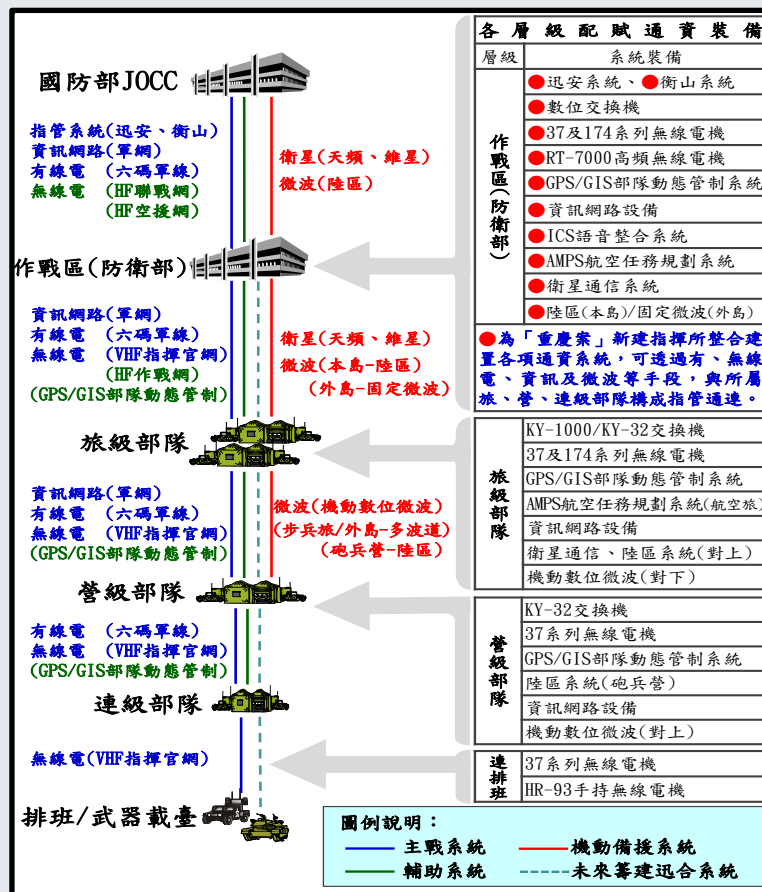 國防部JOCC
指管系統(迅安、衡山)
資訊網路(軍網)
有線電 (六碼軍線)
無線電 (HF聯戰網)
(HF空援網)
衛星(天頻、維星)
微波(陸區)
作戰區(防衛部)
資訊網路(軍網)
有線電 (六碼軍線)
無線電 (VHF指揮官網)
(HF作戰網)
(GPS/GIS部隊動態管制)
衛星(天頻、維星)
微波(本島-陸區)
(外島-固定微波)
旅級部隊
資訊網路(軍網)
有線電 (六碼軍線)
無線電 (VHF指揮官網)
(GPS/GIS部隊動態管制)
微波(機動數位微波)
(步兵旅/外島-多波道)
(砲兵營-陸區)
營級部隊
有線電 (六碼軍線)
無線電 (VHF指揮官網)
(GPS/GIS部隊動態管制)
連級部隊
無線電(VHF指揮官網)
排班/武器載臺
各層級配賦通資裝備
層級 系統裝備
作戰區(防衛部)
●迅安系統、●衡山系統
●數位交換機
●37及174系列無線電機
●RT-7000高頻無線電機
●GPS/GIS部隊動態管制系統
●資訊網路設備
●ICS語音整合系統
●AMPS航空任務規劃系統
●衛星通信系統
●陸區(本島)/固定微波(外島)
●為「重慶案」新建指揮所整合建
置各項通資系統，可透過有、無線
電、資訊及微波等手段，與所屬
旅、營、連級部隊構成指管通連。
旅級部隊
KY-1000/KY-32交換機
37及174系列無線電機
GPS/GIS部隊動態管制系統
AMPS航空任務規劃系統(航空旅)
資訊網路設備
衛星通信、陸區系統(對上)
機動數位微波(對下)
營級部隊
KY-32交換機
37系列無線電機
GPS/GIS部隊動態管制系統
陸區系統(砲兵營)
資訊網路設備
機動數位微波(對上)
連排班
37系列無線電機
HR-93手持無線電機
圖例說明：
主戰系統 機動備援系統
輔助系統 未來籌建迅合系統